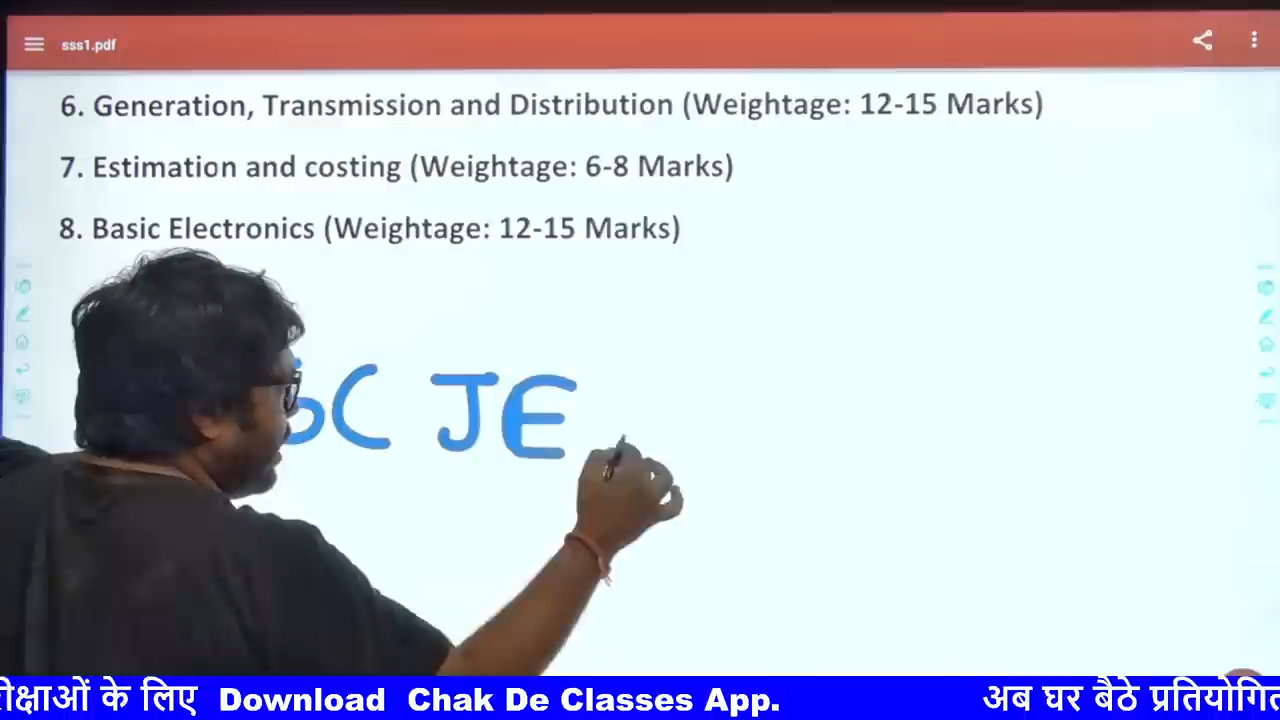 sss1.pdf
6. Generation, Transmission and Distribution (Weightage: 12-15 Marks)
7. Estimation and costing (Weightage: 6-8 Marks)
8. Basic Electronics (Weightage: 12-15 Marks)
C JE
के लिए Download Chak De Classes App. अब घर बैठे